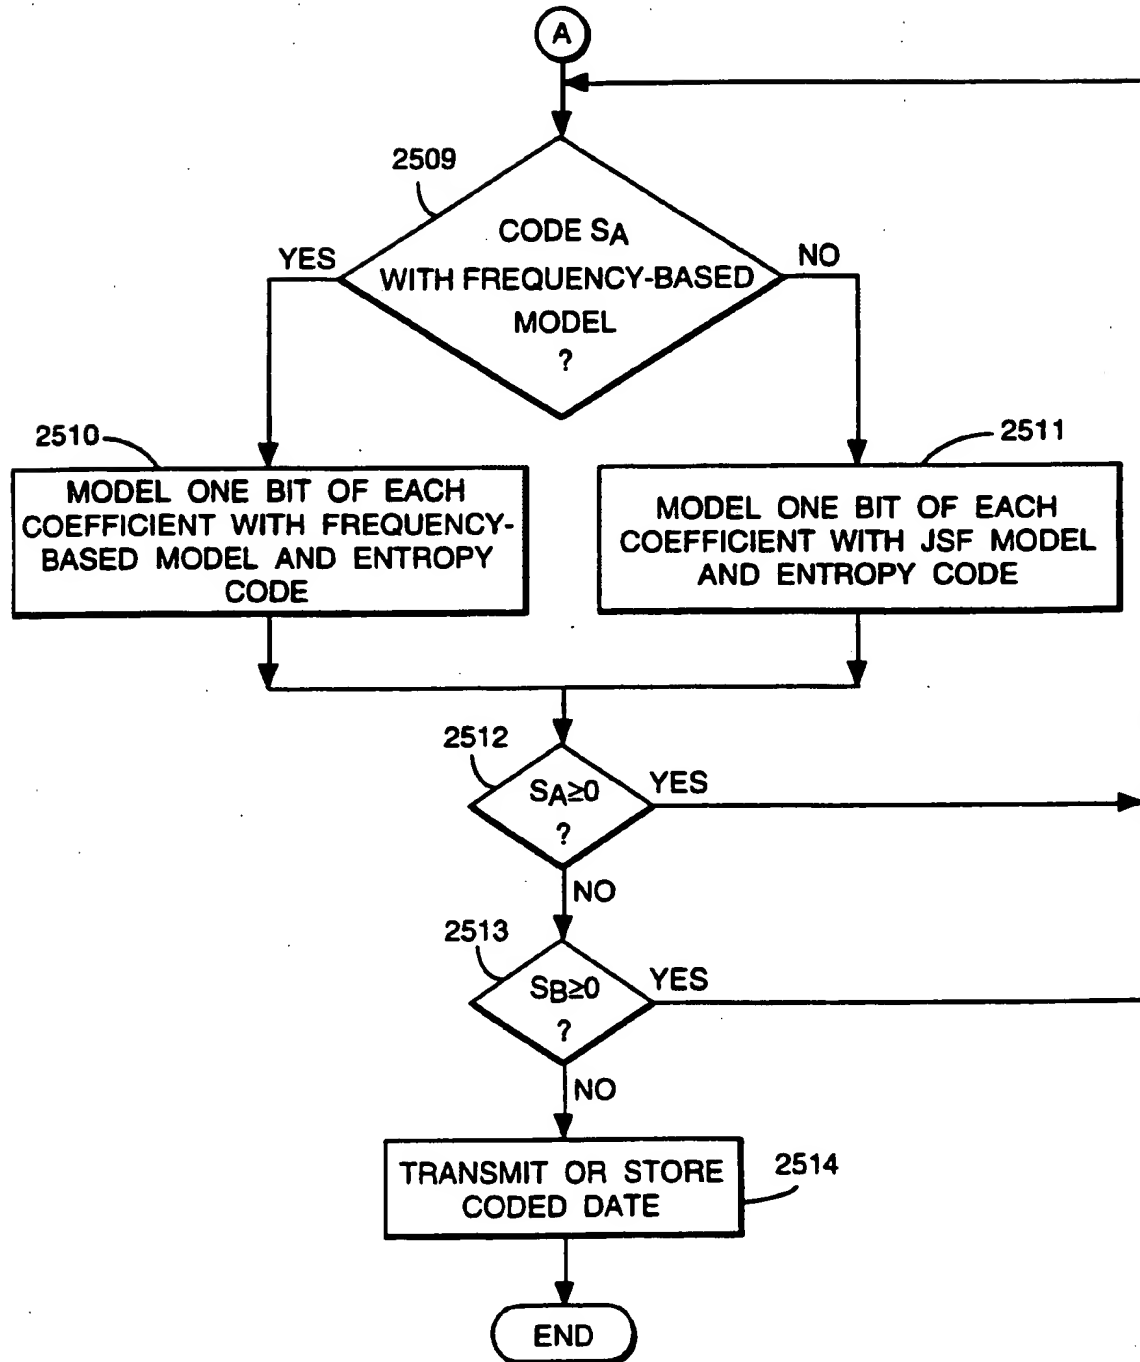 A
2509
CODE SA
YES
NO
WITH FREQUENCY-BASED
MODEL
?
2510
2511
MODEL ONE BIT OF EACH
COEFFICIENT WITH FREQUENCY-
BASED MODEL AND ENTROPY
CODE
MODEL ONE BIT OF EACH
COEFFICIENT WITH JSF MODEL
AND ENTROPY CODE
2512
SA≥0
?
YES
NO
2513
SB≥0
?
YES
NO
TRANSMIT OR STORE
CODED DATE
2514
END